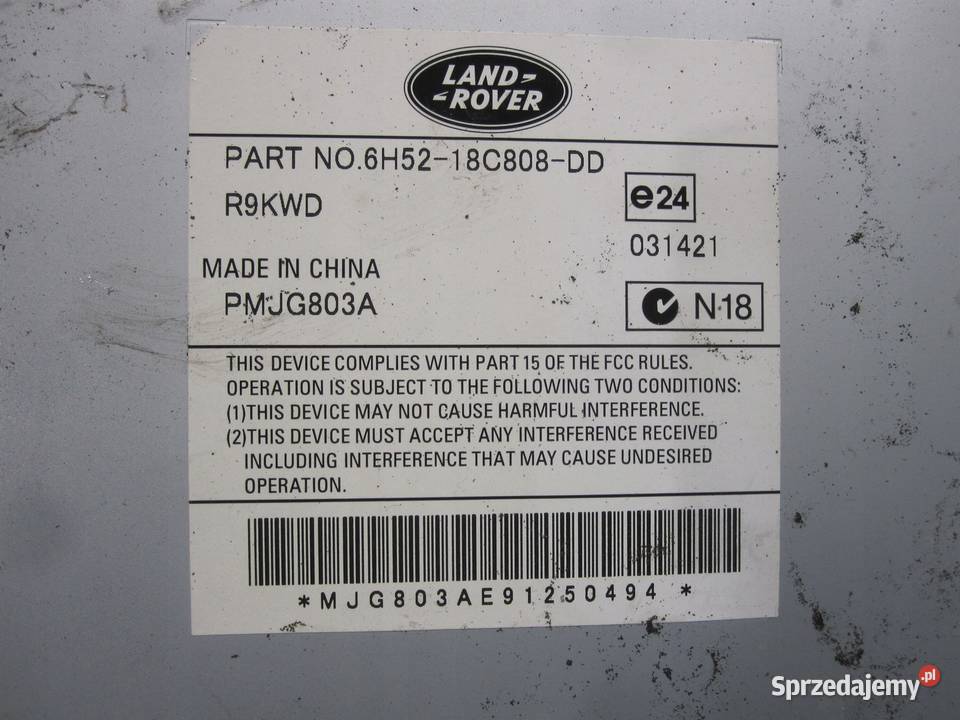 LAND-
-ROVER
PART NO.6H52-18C808-DD
R9KWD
e24
031421
MADE IN CHINA
PMJG803A
N18
THIS DEVICE COMPLIES WITH PART 15 OF THE FCC RULES.
OPERATION IS SUBJECT TO THE FOLLOWING TWO CONDITIONS:
(1)THIS DEVICE MAY NOT CAUSE HARMFUL INTERFERENCE.
(2)THIS DEVICE MUST ACCEPT ANY INTERFERENCE RECEIVED
INCLUDING INTERFERENCE THAT MAY CAUSE UNDESIRED
OPERATION.
*MJG803AE91250494*
Sprzedajemy.pl